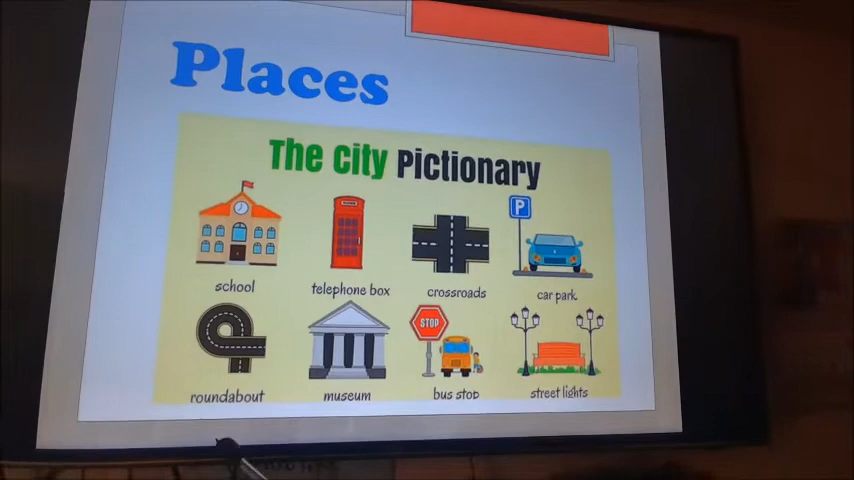 Places
The City Pictionary
P
school
telephone box
crossroads
car park
STOP
roundabout
museum
bus stop
street lights